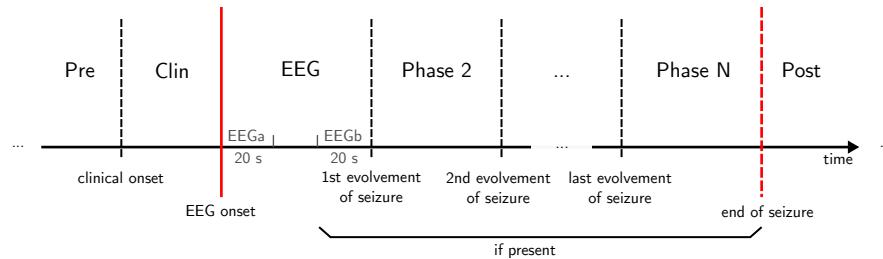 Pre Clin EEG Phase 2 ... Phase N Post
EEGa EEGb
... ... ..
20 s 20 s time
clinical onset 1st evolvement 2nd evolvement last evolvement
of seizure of seizure of seizure
EEG onset end of seizure
if present